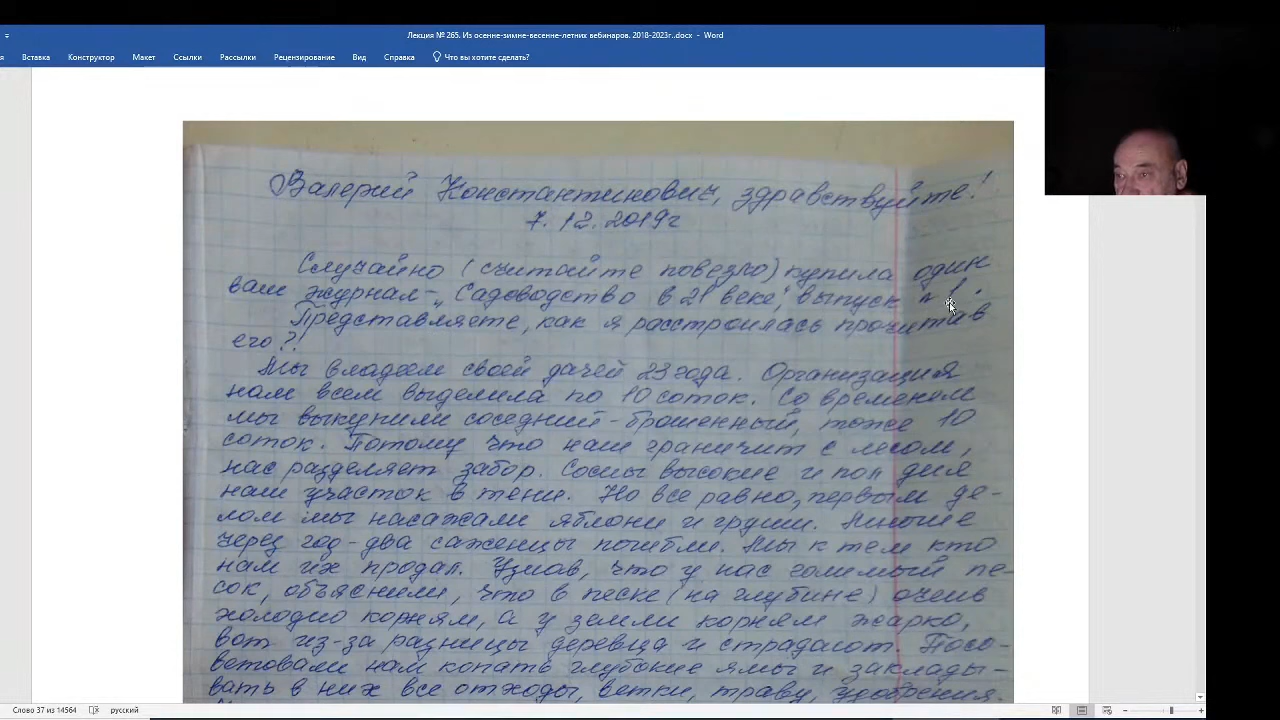 Лекция № 265. Из осенне-зимне-весенне-летних вебинаров. 2018-2023г..docx - Word
Вставка Конструктор Макет Ссылки Рассылки Рецензирование Вид Справка Что вы хотите сделать?
Валерий Константинович, здравствуйте!
7. 12. 2019г
Случайно (считайте повезло) купила один
ваш журнал - „Садоводство в 21 веке", выпуск n 1.
Представляете, как я расстроилась прочитав
его?!
Мы владеем своей дачей 23 года. Организация
нам всем выделила по 10 соток. Со временем
мы выкупили соседний - брошенный, тоже 10
соток. Потому что наш граничит с лесом,
нас разделяет забор. Сосны высокие и пол дня
наш участок в тени. Но все равно, первым де-
лом мы насажали яблони и груши. Многие
через год-два саженцы погибли. Мы к тем кто
нам их продал. Узнав, что у нас голимый пе-
сок, объяснили, что в песке (на глубине) очень
холодно корням, а у земли корням жарко,
вот из-за разницы деревца и страдают. Посо-
ветовали нам копать глубокие ямы и заклады-
вать в них все отходы, ветки, траву, удобрения.
Слово 37 из 14564 русский